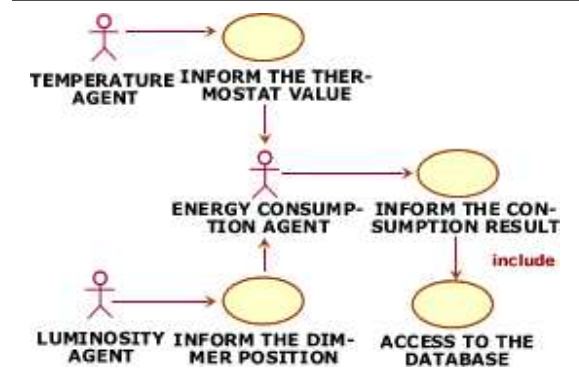 TEMPERATURE
AGENT
INFORM THE THER-
MOSTAT VALUE
ENERGY CONSUMP-
TION AGENT
INFORM THE CON-
SUMPTION RESULT
include
LUMINOSITY
AGENT
INFORM THE DIM-
MER POSITION
ACCESS TO THE
DATABASE